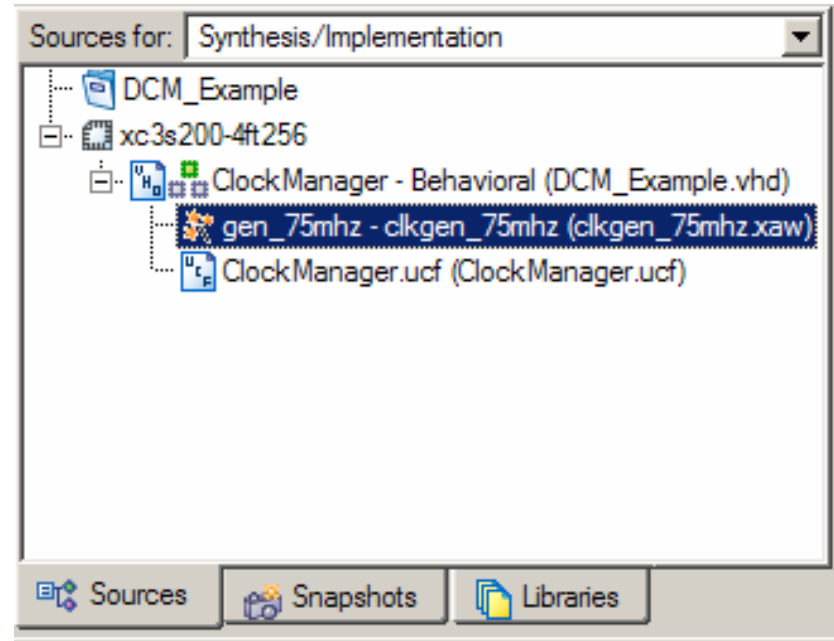 Sources for: Synthesis/Implementation
DCM_Example
xc3s200-4ft256
ClockManager - Behavioral (DCM_Example.vhd)
gen_75mhz - clkgen_75mhz (clkgen_75mhz.xaw)
ClockManager.ucf (ClockManager.ucf)
Sources Snapshots Libraries